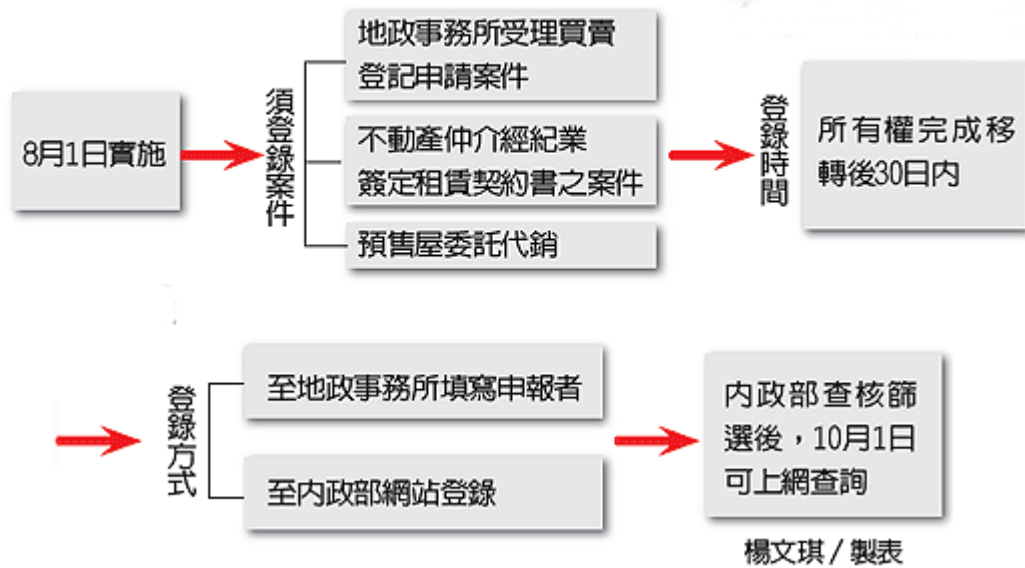 8月1日實施
須登錄案件
地政事務所受理買賣
登記申請案件
不動產仲介經紀業
簽定租賃契約書之案件
預售屋委託代銷
登錄時間
所有權完成移
轉後30日內
登錄方式
至地政事務所填寫申報者
至內政部網站登錄
內政部查核篩
選後，10月1日
可上網查詢
楊文琪／製表